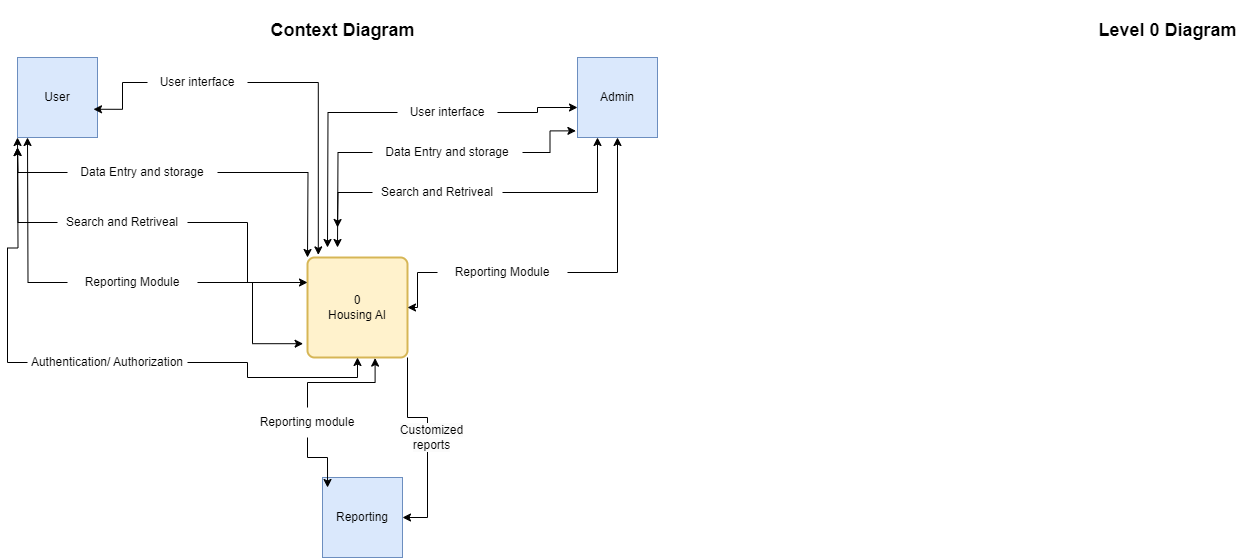 Context Diagram
Level 0 Diagram
User
User interface
Admin
User interface
Data Entry and storage
Data Entry and storage
Search and Retriveal
Search and Retriveal
Reporting Module
Reporting Module
0
Housing AI
Authentication/ Authorization
Reporting module
Customized
reports
Reporting